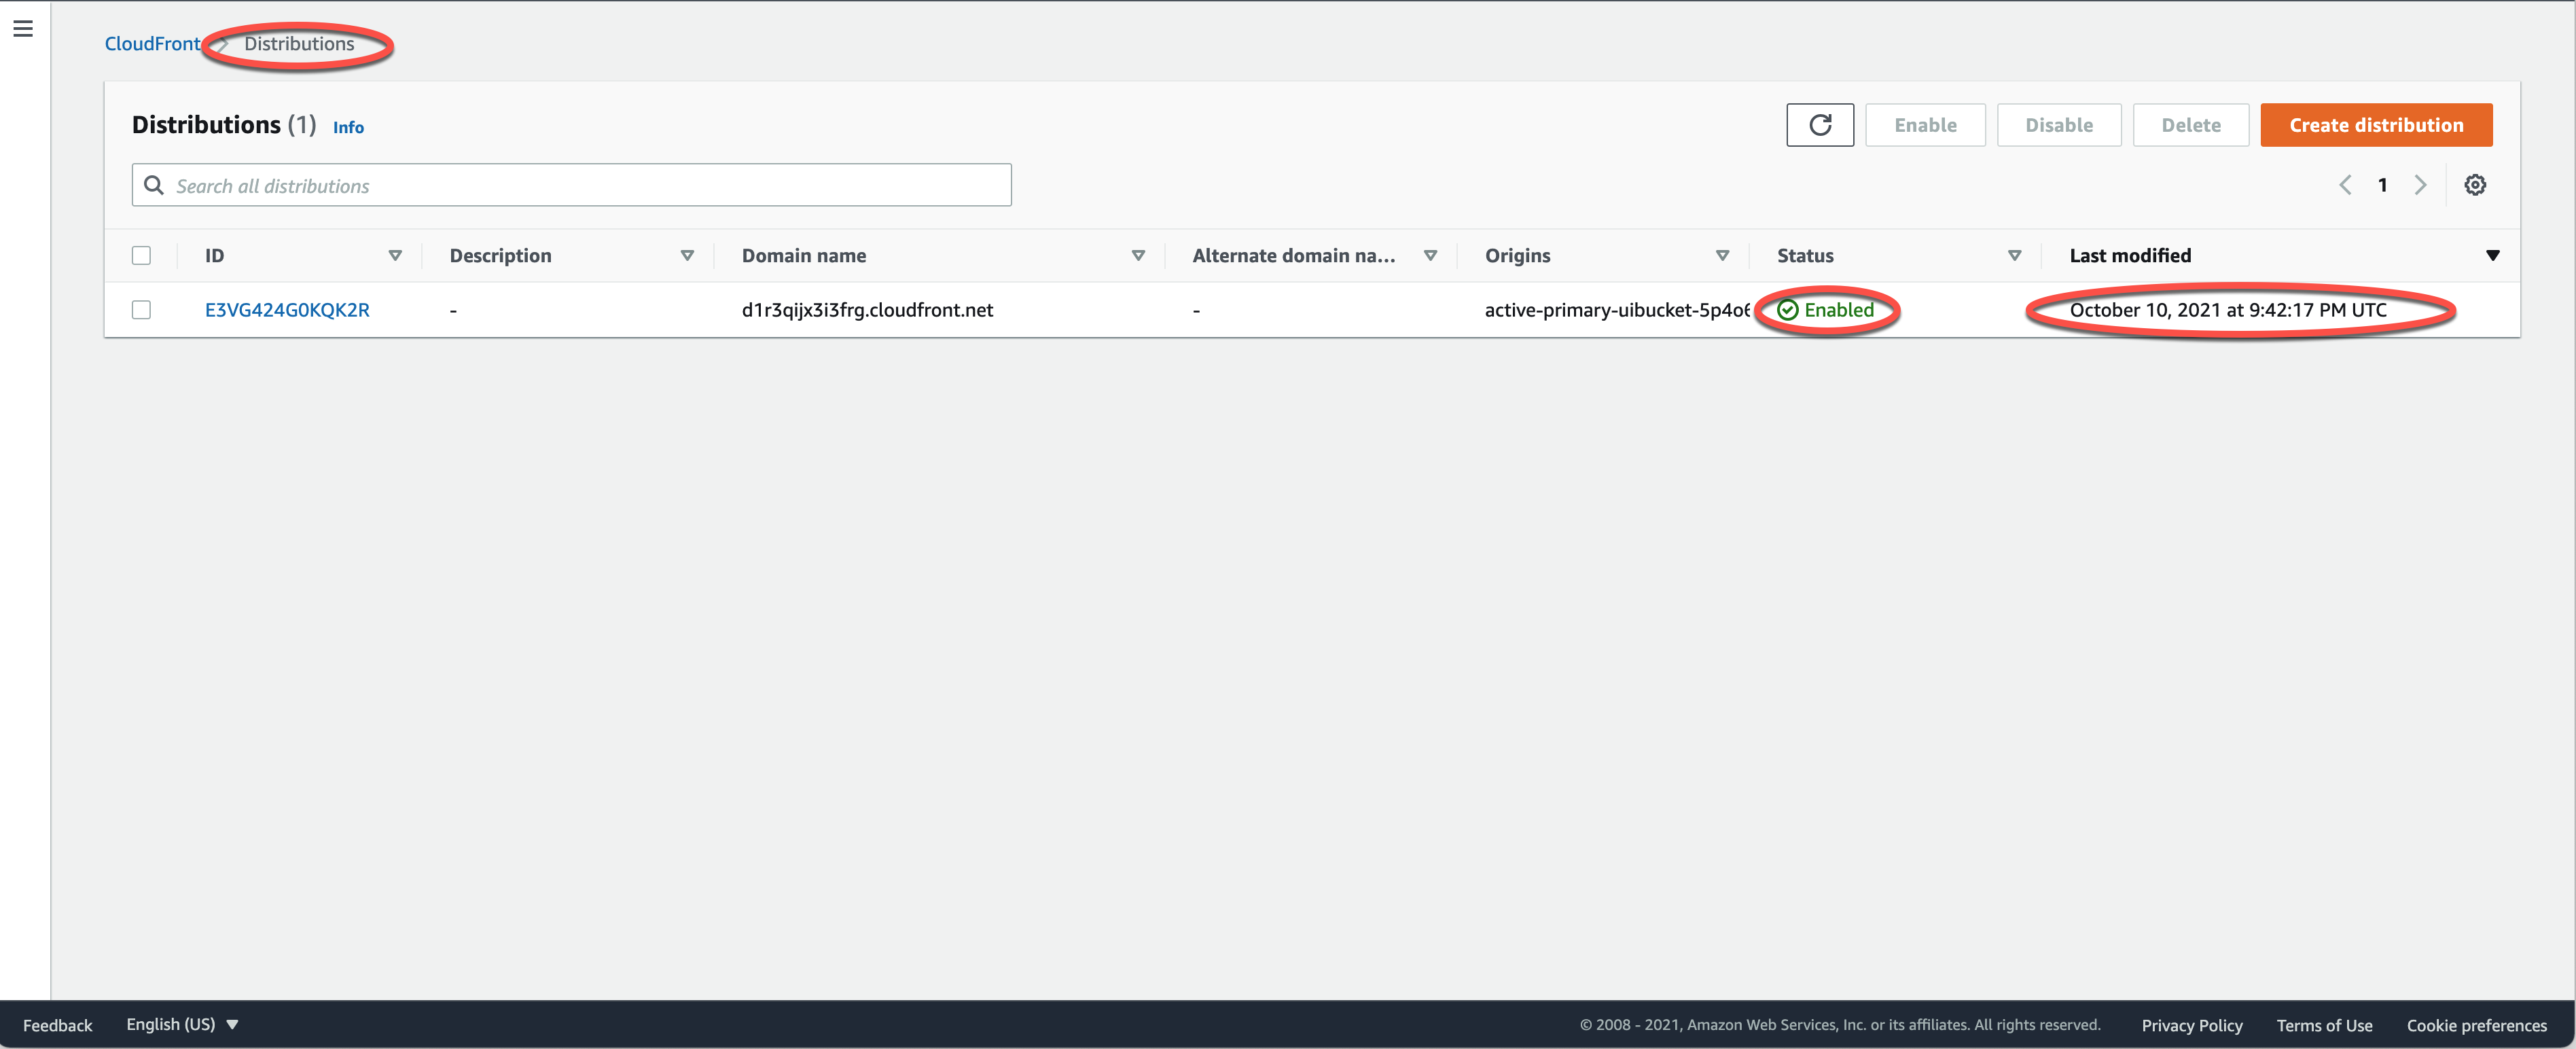 CloudFront Distributions
Distributions (1) Info
Enable Disable Delete Create distribution
Search all distributions
1
ID Description Domain name Alternate domain na... Origins Status Last modified
E3VG424G0KQK2R - d1r3qijx3i3frg.cloudfront.net - active-primary-uibucket-5p4o6 Enabled October 10, 2021 at 9:42:17 PM UTC
Feedback English (US) © 2008 - 2021, Amazon Web Services, Inc. or its affiliates. All rights reserved. Privacy Policy Terms of Use Cookie preferences